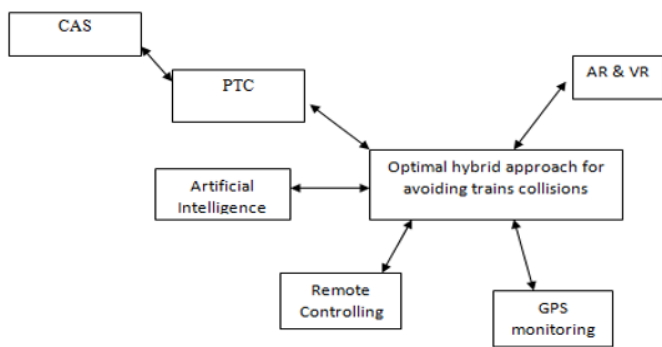 CAS
PTC
AR & VR
Optimal hybrid approach for
avoiding trains collisions
Artificial
Intelligence
Remote
Controlling
GPS
monitoring